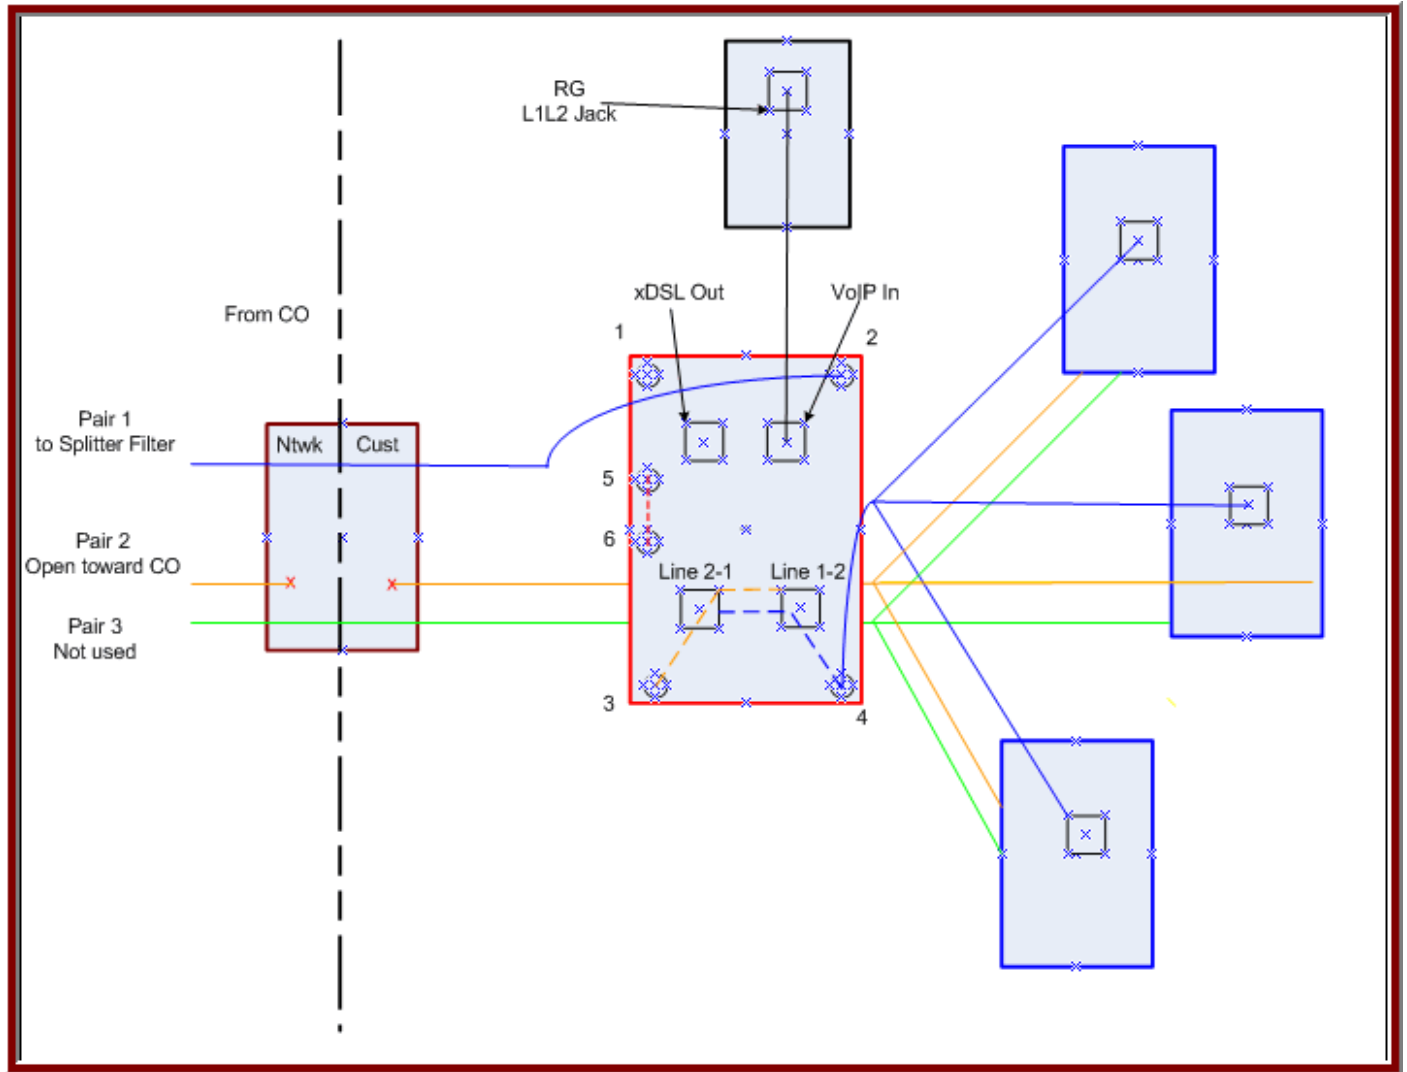 RG
L1L2 Jack
xDSL Out
VoIP In
From CO
1
2
Pair 1
to Splitter Filter
Ntwk
Cust
5
6
Pair 2
Open toward CO
Line 2-1
Line 1-2
Pair 3
Not used
3
4